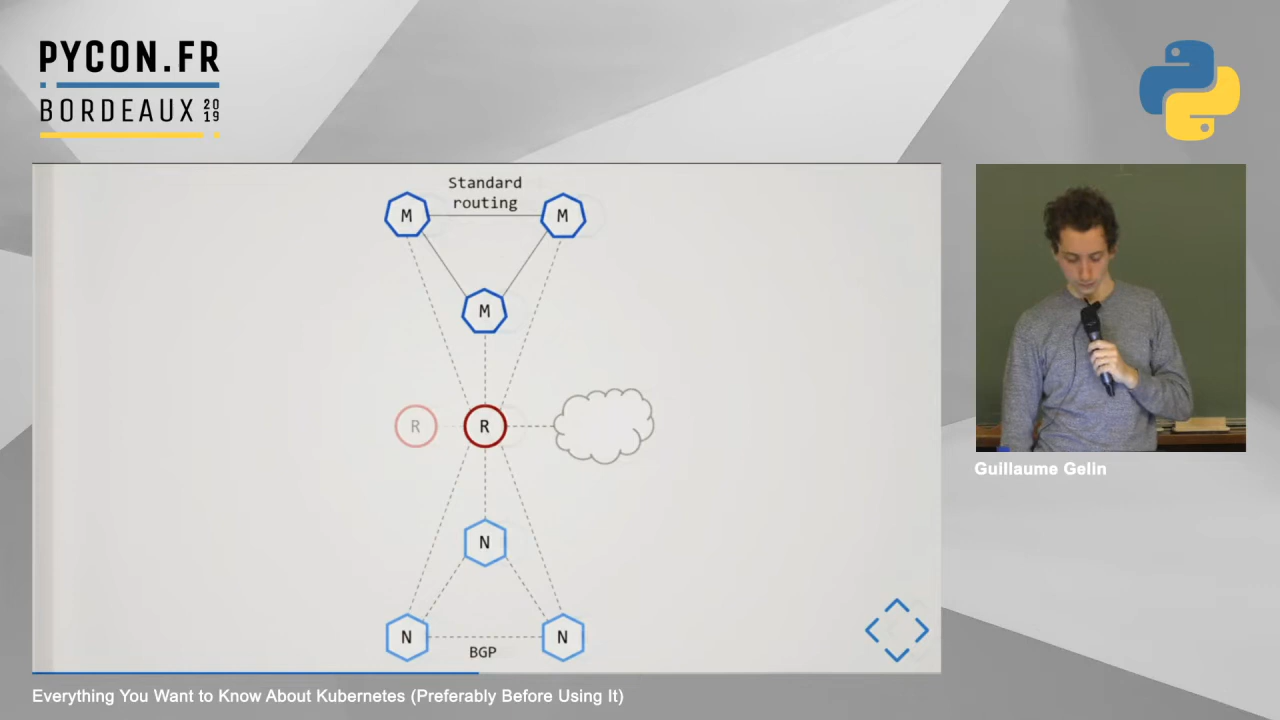 PYCON.FR
BORDEAUX 2019
Standard
routing
M
M
M
R
R
N
N
N
BGP
Guillaume Gelin
Everything You Want to Know About Kubernetes (Preferably Before Using It)